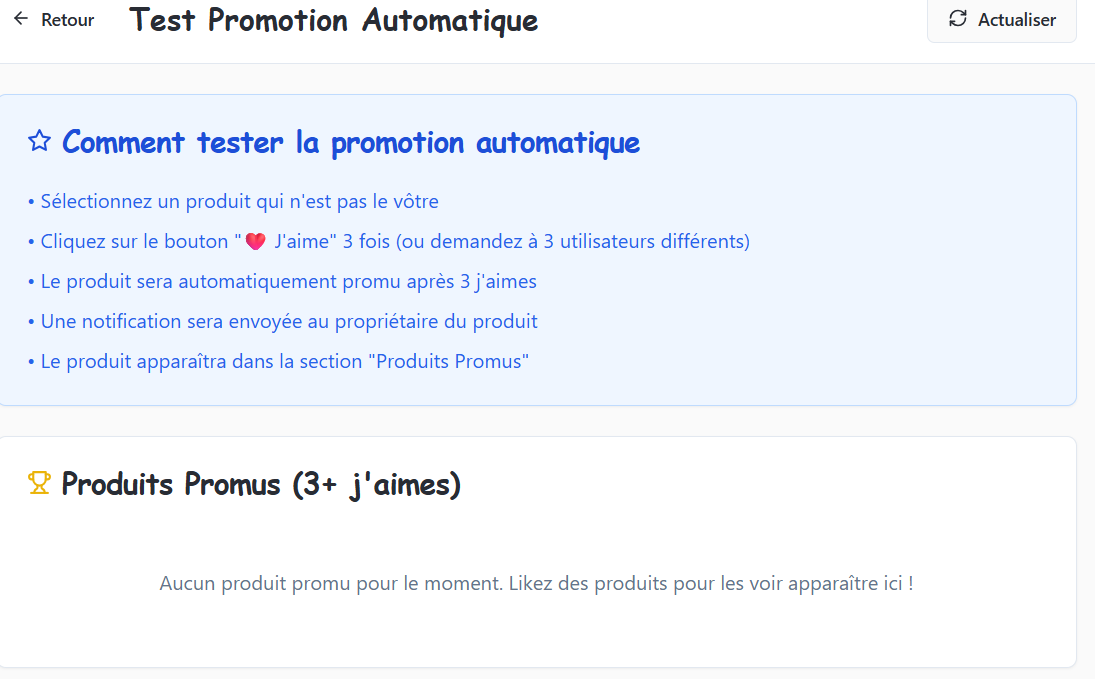 Retour
Test Promotion Automatique
Actualiser
Comment tester la promotion automatique
• Sélectionnez un produit qui n'est pas le vôtre
• Cliquez sur le bouton "❤️ J'aime" 3 fois (ou demandez à 3 utilisateurs différents)
• Le produit sera automatiquement promu après 3 j'aimes
• Une notification sera envoyée au propriétaire du produit
• Le produit apparaîtra dans la section "Produits Promus"
Produits Promus (3+ j'aimes)
Aucun produit promu pour le moment. Likez des produits pour les voir apparaître ici !